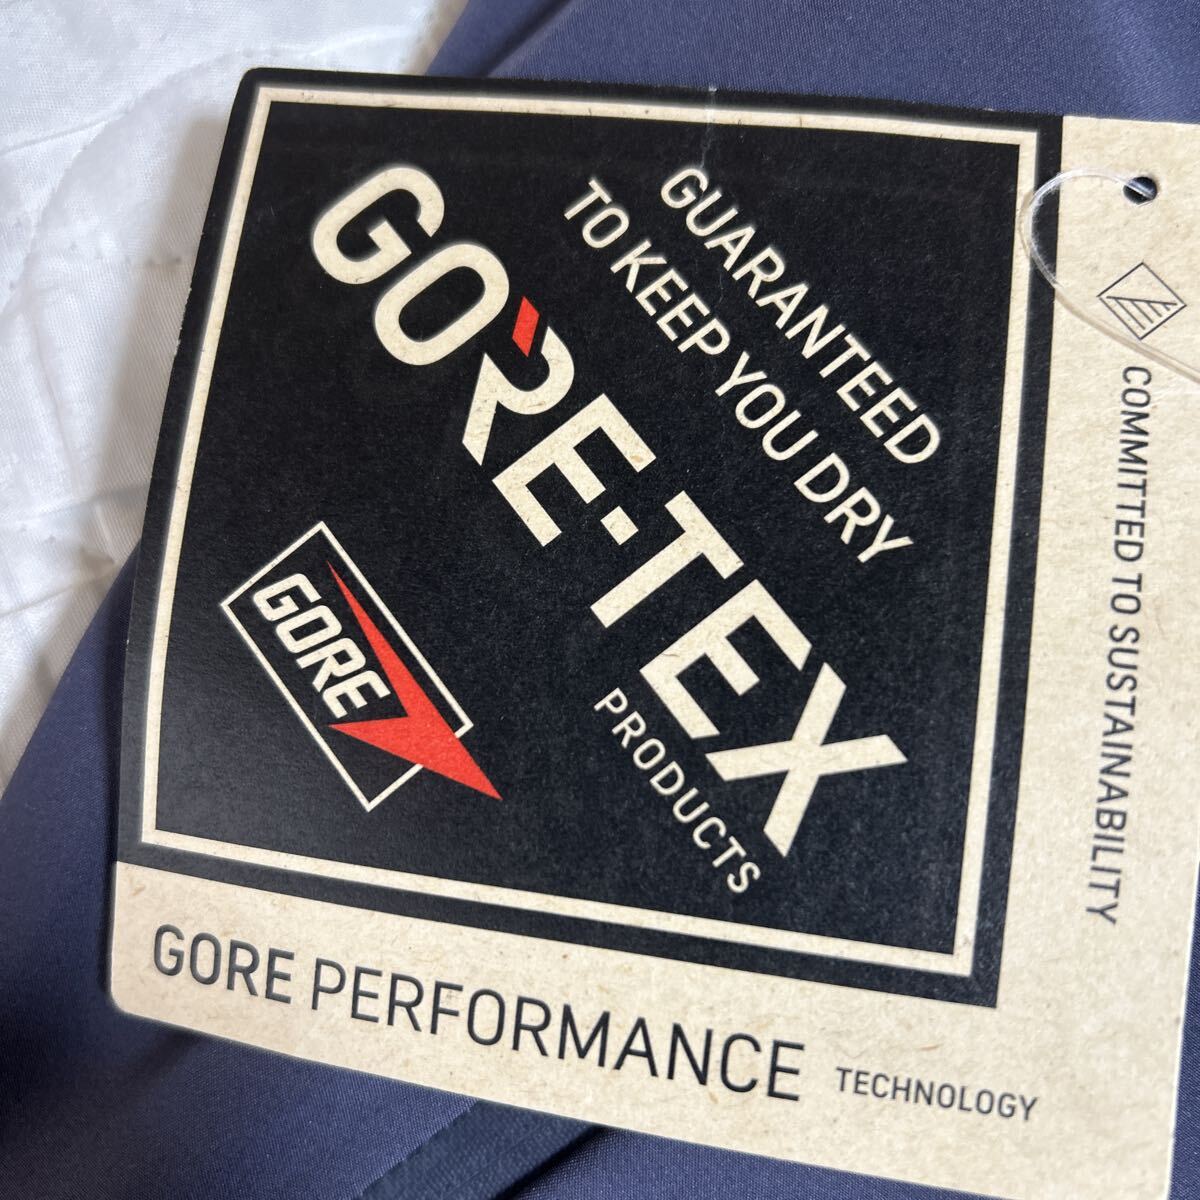 GUARANTEED
TO KEEP YOU DRY
GORE-TEX
PRODUCTS
GORE
GORE PERFORMANCE TECHNOLOGY
COMMITTED TO SUSTAINABILITY